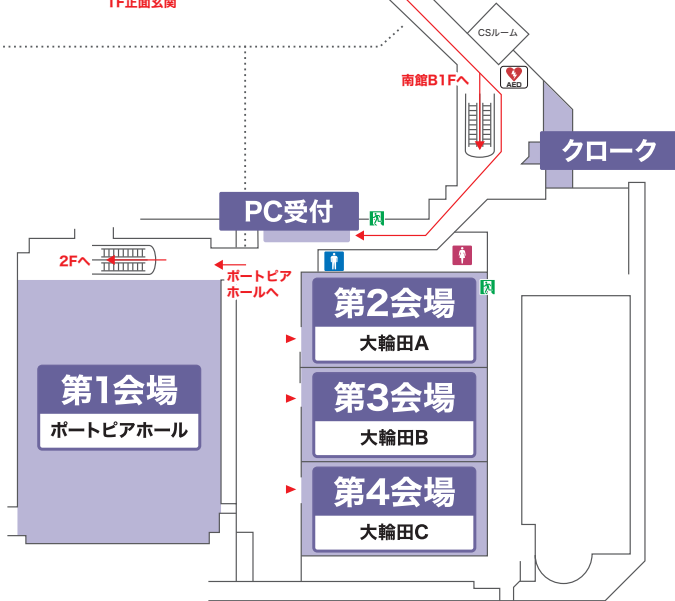 1F正面玄関
CSルーム
AED
南館B1Fへ
クローク
PC受付
2Fへ
ポートピア
ホールへ
第2会場
大輪田A
第1会場
ポートピアホール
第3会場
大輪田B
第4会場
大輪田C